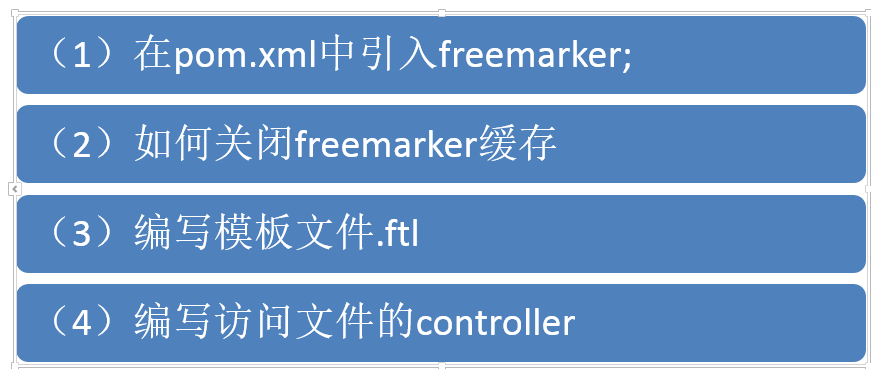 （1）在pom.xml中引入freemarker;
（2）如何关闭freemarker缓存
（3）编写模板文件.ftl
（4）编写访问文件的controller